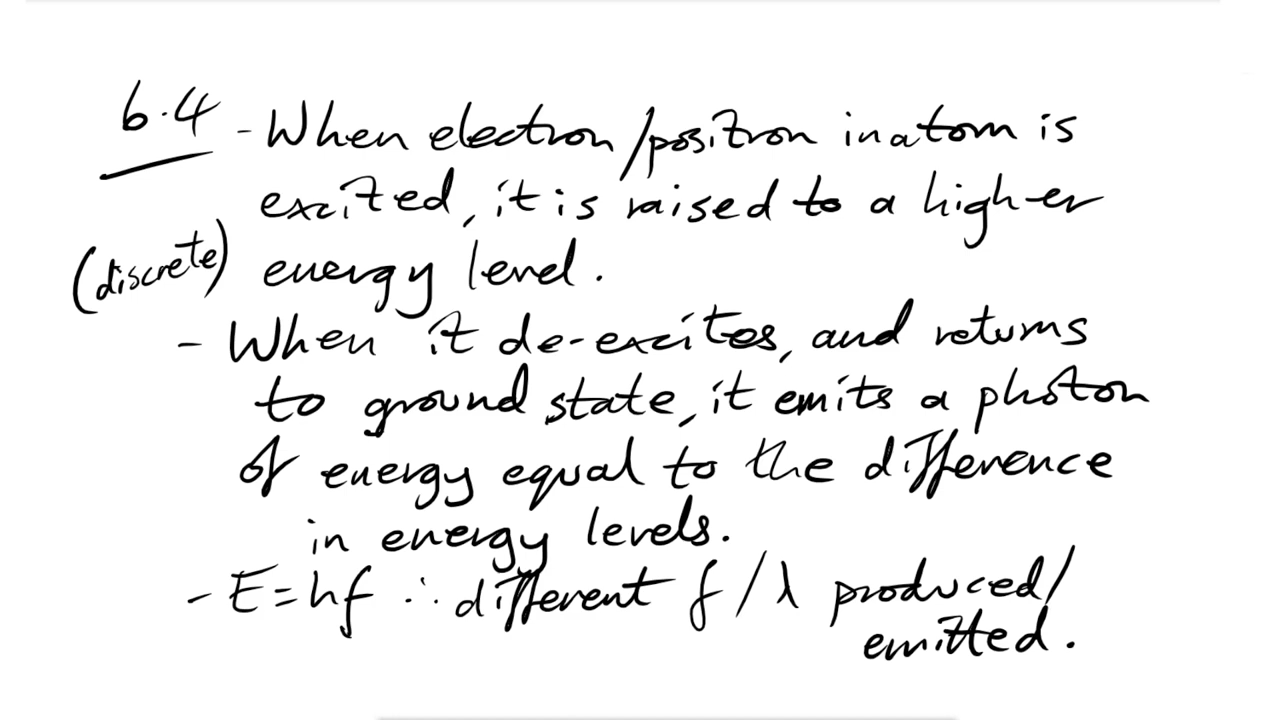 6.4 - When electron/positron in atom is
excited, it is raised to a higher
(discrete) energy level.
- When it de-excites, and returns
to ground state, it emits a photon
of energy equal to the difference
in energy levels.
- E = hf ∴ different f / λ produced/
emitted.